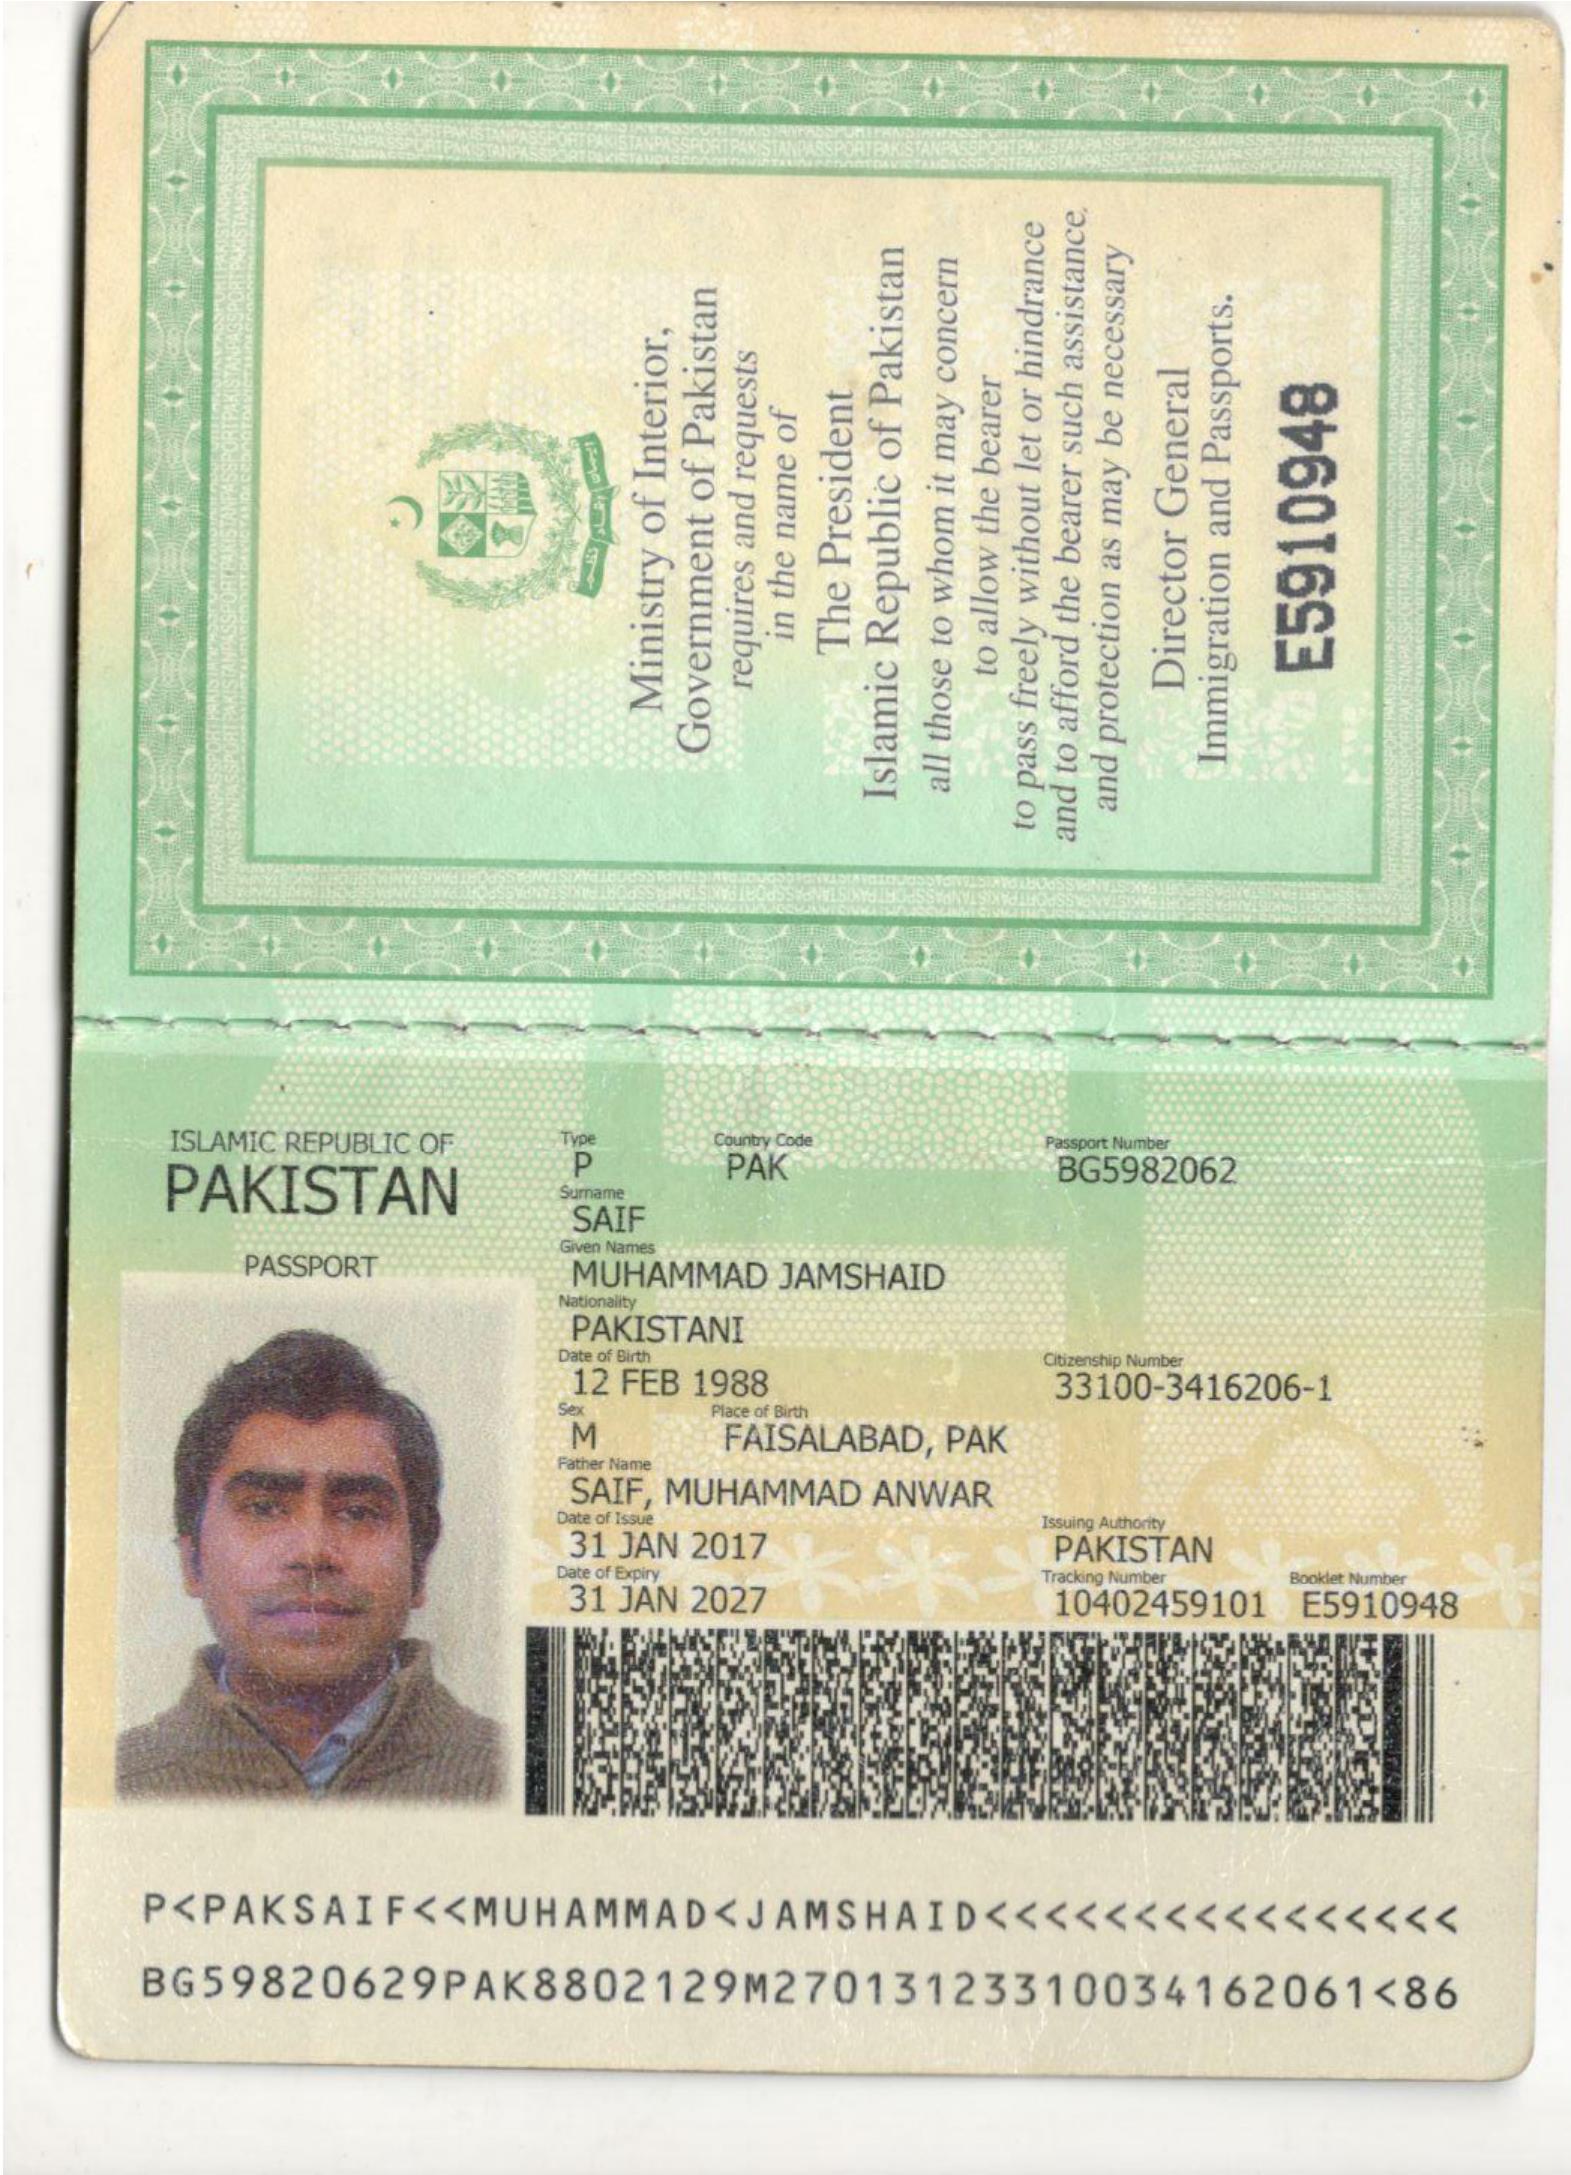 Ministry of Interior,
Government of Pakistan
requires and requests
in the name of
The President
Islamic Republic of Pakistan
all those to whom it may concern
to allow the bearer
to pass freely without let or hindrance
and to afford the bearer such assistance
and protection as may be necessary
Director General
Immigration and Passports.
E5910948
ISLAMIC REPUBLIC OF
PAKISTAN
PASSPORT
Type Country Code Passport Number
P PAK BG5982062
Surname
SAIF
Given Names
MUHAMMAD JAMSHAID
Nationality
PAKISTANI
Date of Birth Citizenship Number
12 FEB 1988 33100-3416206-1
Sex Place of Birth
M FAISALABAD, PAK
Father Name
SAIF, MUHAMMAD ANWAR
Date of Issue Issuing Authority
31 JAN 2017 PAKISTAN
Date of Expiry Tracking Number Booklet Number
31 JAN 2027 10402459101 E5910948
P<PAKSAIF<<MUHAMMAD<JAMSHAID<<<<<<<<<<<<<<<<
BG59820629PAK8802129M27013123310034162061<86